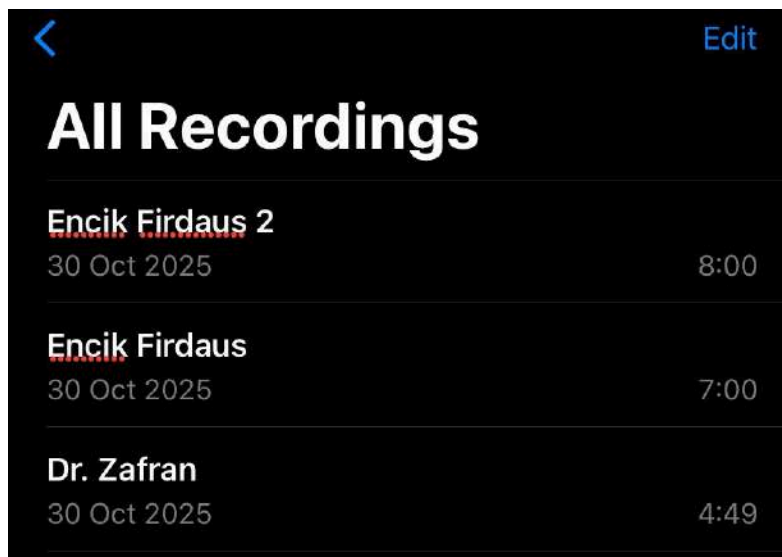 Edit
All Recordings
Encik Firdaus 2
30 Oct 2025 8:00
Encik Firdaus
30 Oct 2025 7:00
Dr. Zafran
30 Oct 2025 4:49